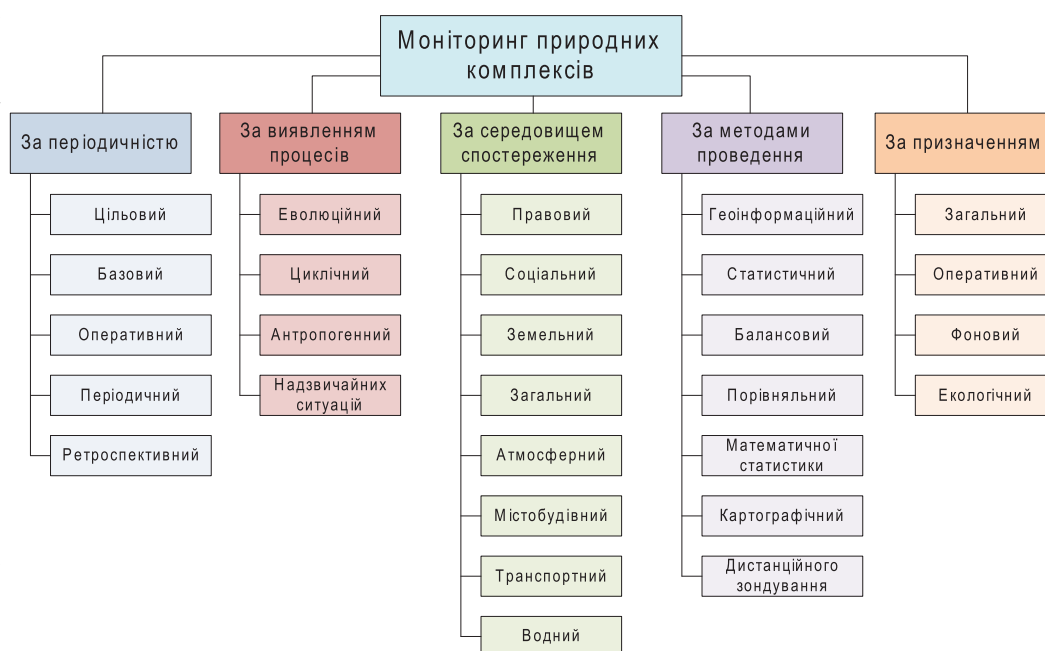 Моніторинг природних
комплексів
За періодичністю
Цільовий
Базовий
Оперативний
Періодичний
Ретроспективний
За виявленням
процесів
Еволюційний
Циклічний
Антропогенний
Надзвичайних
ситуацій
За середовищем
спостереження
Правовий
Соціальний
Земельний
Загальний
Атмосферний
Містобудівний
Транспортний
Водний
За методами
проведення
Геоінформаційний
Статистичний
Балансовий
Порівняльний
Математичної
статистики
Картографічний
Дистанційного
зондування
За призначенням
Загальний
Оперативний
Фоновий
Екологічний